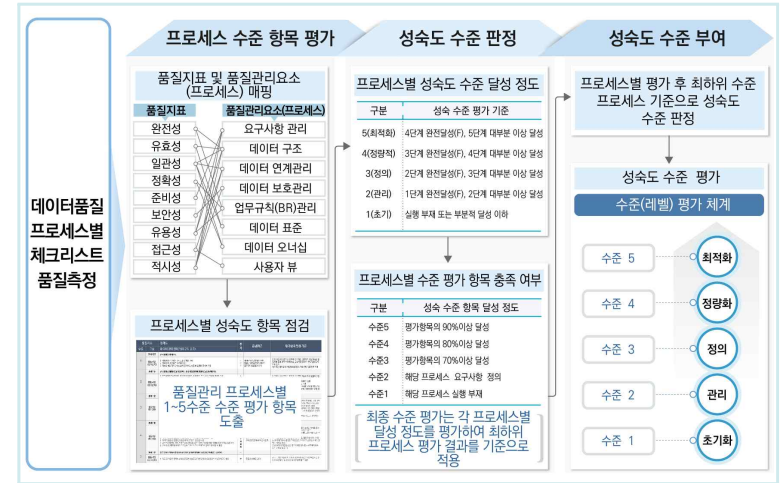 데이터품질
프로세스별
체크리스트
품질측정
프로세스 수준 항목 평가
품질지표 및 품질관리요소
(프로세스) 매핑
품질지표 품질관리요소(프로세스)
완전성 요구사항 관리
유효성 데이터 구조
일관성 데이터 연계관리
정확성 데이터 보호관리
준비성 업무규칙(BR)관리
보안성 데이터 표준
유용성 데이터 오너십
접근성 사용자 뷰
적시성
프로세스별 성숙도 항목 점검
품질관리 프로세스별
1~5수준 수준 평가 항목
도출
성숙도 수준 판정
프로세스별 성숙도 수준 달성 정도
구분 성숙 수준 평가 기준
5(최적화) 4단계 완전달성(F), 5단계 대부분 이상 달성
4(정량적) 3단계 완전달성(F), 4단계 대부분 이상 달성
3(정의) 2단계 완전달성(F), 3단계 대부분 이상 달성
2(관리) 1단계 완전달성(F), 2단계 대부분 이상 달성
1(초기) 실행 부재 또는 부분적 달성 이하
프로세스별 수준 평가 항목 충족 여부
구분 성숙 수준 항목 달성 정도
수준5 평가항목의 90%이상 달성
수준4 평가항목의 80%이상 달성
수준3 평가항목의 70%이상 달성
수준2 해당 프로세스 요구사항 정의
수준1 해당 프로세스 실행 부재
최종 수준 평가는 각 프로세스별
달성 정도를 평가하여 최하위
프로세스 평가 결과를 기준으로
적용
성숙도 수준 부여
프로세스별 평가 후 최하위 수준
프로세스 기준으로 성숙도
수준 판정
성숙도 수준 평가
수준(레벨) 평가 체계
수준 5 최적화
수준 4 정량화
수준 3 정의
수준 2 관리
수준 1 초기화